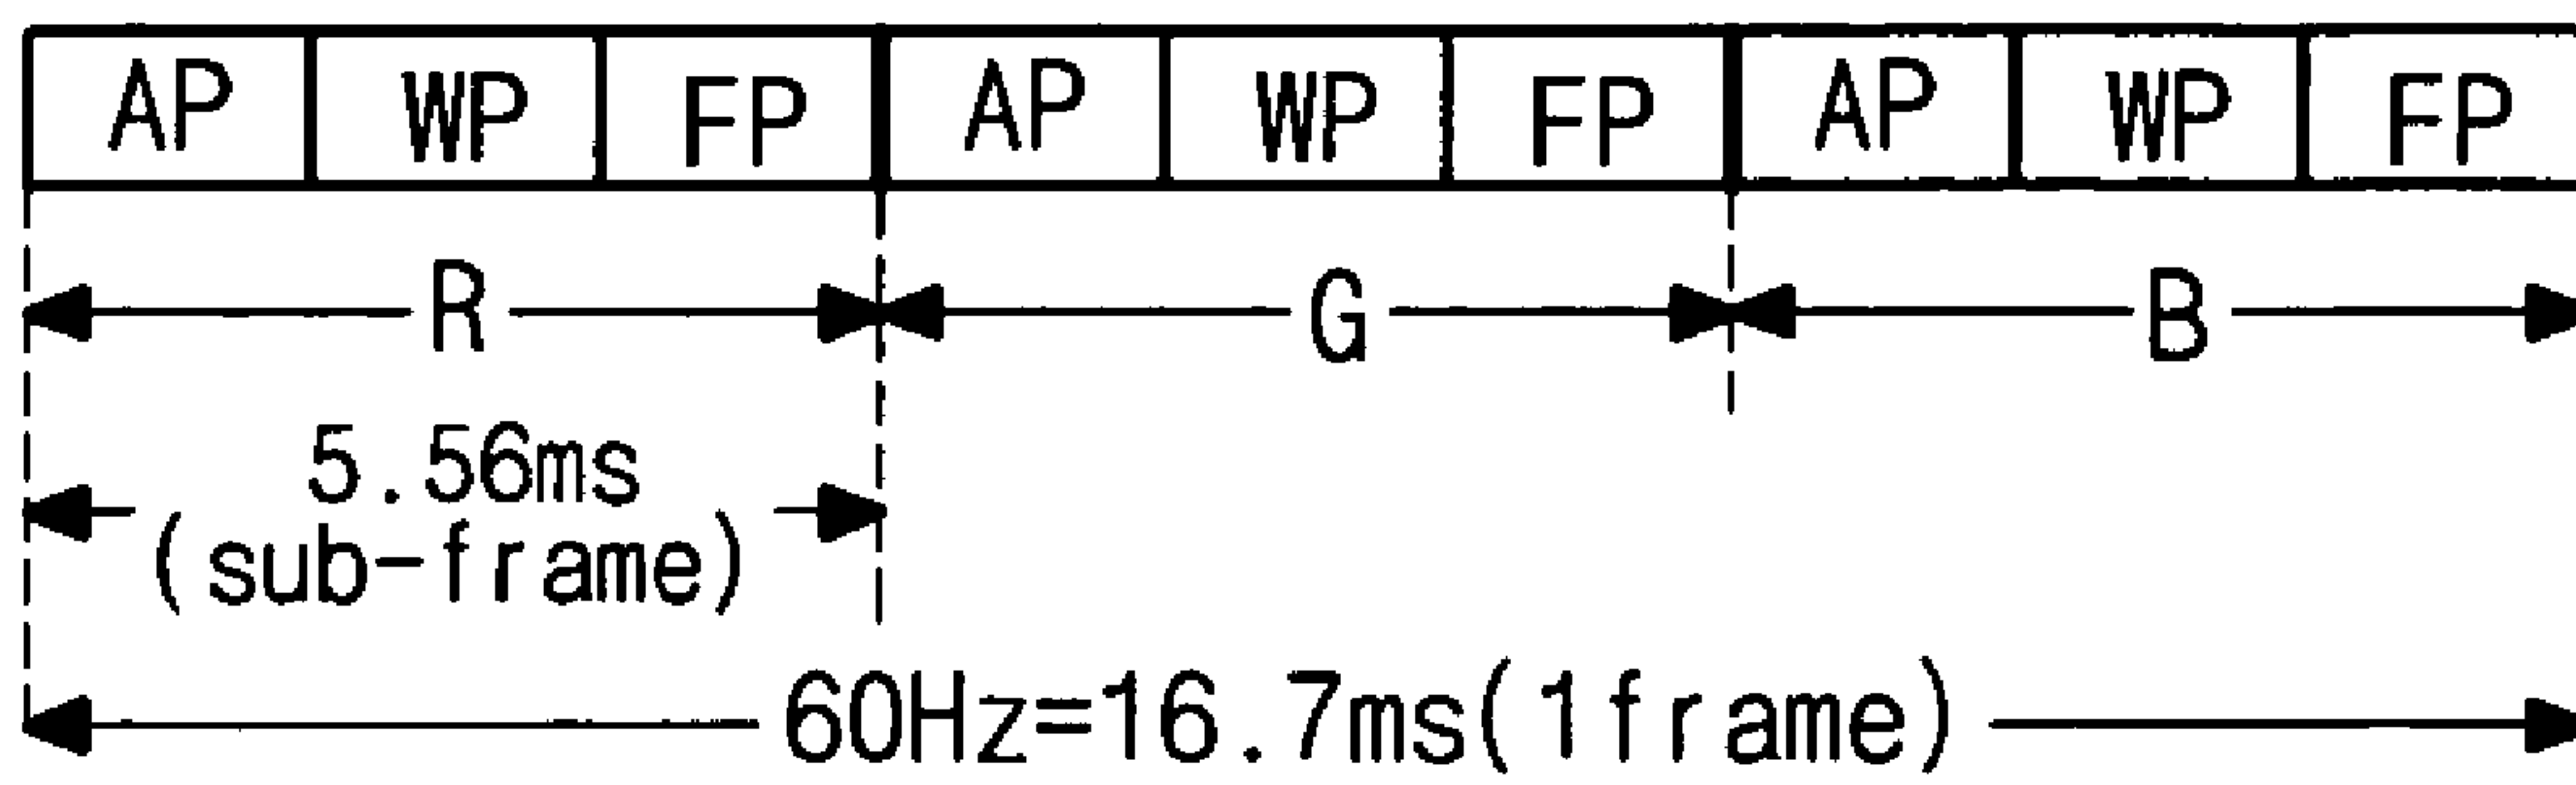 AP WP FP AP WP FP AP WP FP
R G B
5.56ms
(sub-frame)
60Hz=16.7ms(1frame)